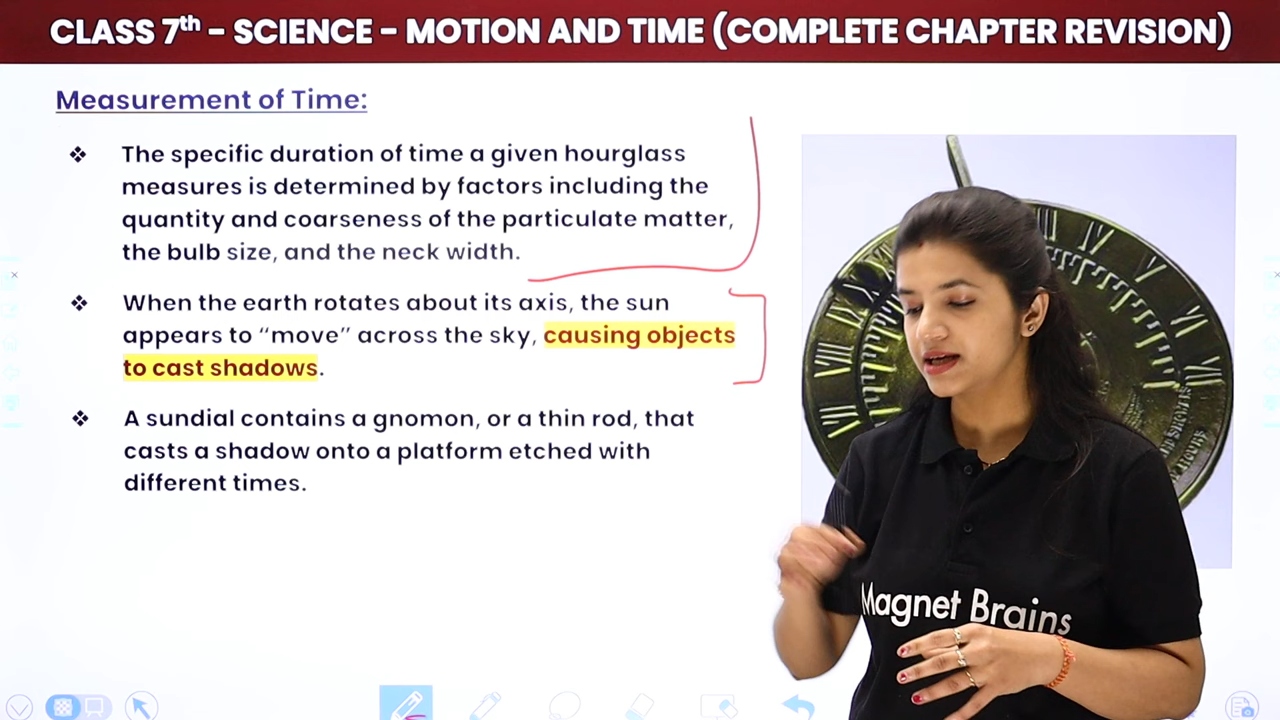 CLASS 7th – SCIENCE – MOTION AND TIME (COMPLETE CHAPTER REVISION)
Measurement of Time:
❖ The specific duration of time a given hourglass
measures is determined by factors including the
quantity and coarseness of the particulate matter,
the bulb size, and the neck width.
❖ When the earth rotates about its axis, the sun
appears to “move” across the sky, causing objects
to cast shadows.
❖ A sundial contains a gnomon, or a thin rod, that
casts a shadow onto a platform etched with
different times.
Magnet Brains